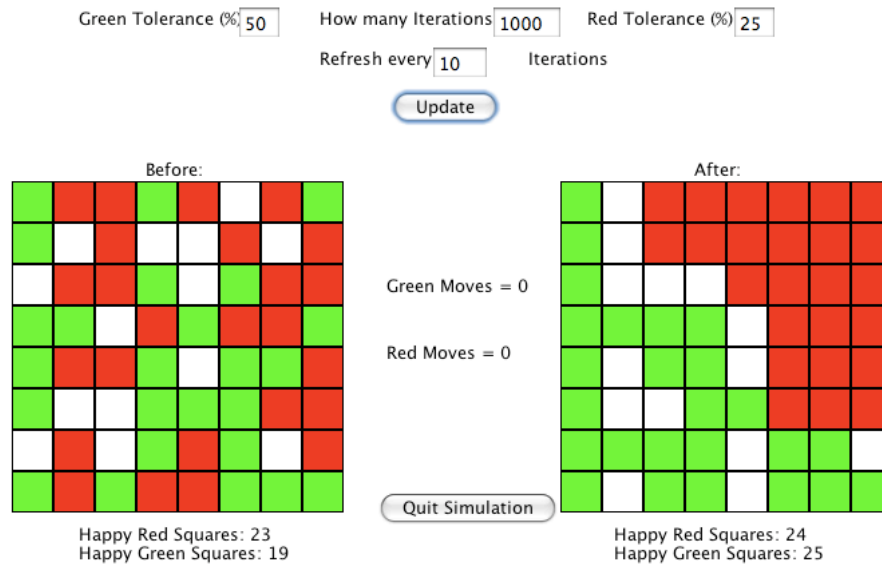 Green Tolerance (%) 50 How many Iterations 1000 Red Tolerance (%) 25
Refresh every 10 Iterations
Update
Before:
After:
Green Moves = 0
Red Moves = 0
Quit Simulation
Happy Red Squares: 23
Happy Green Squares: 19
Happy Red Squares: 24
Happy Green Squares: 25